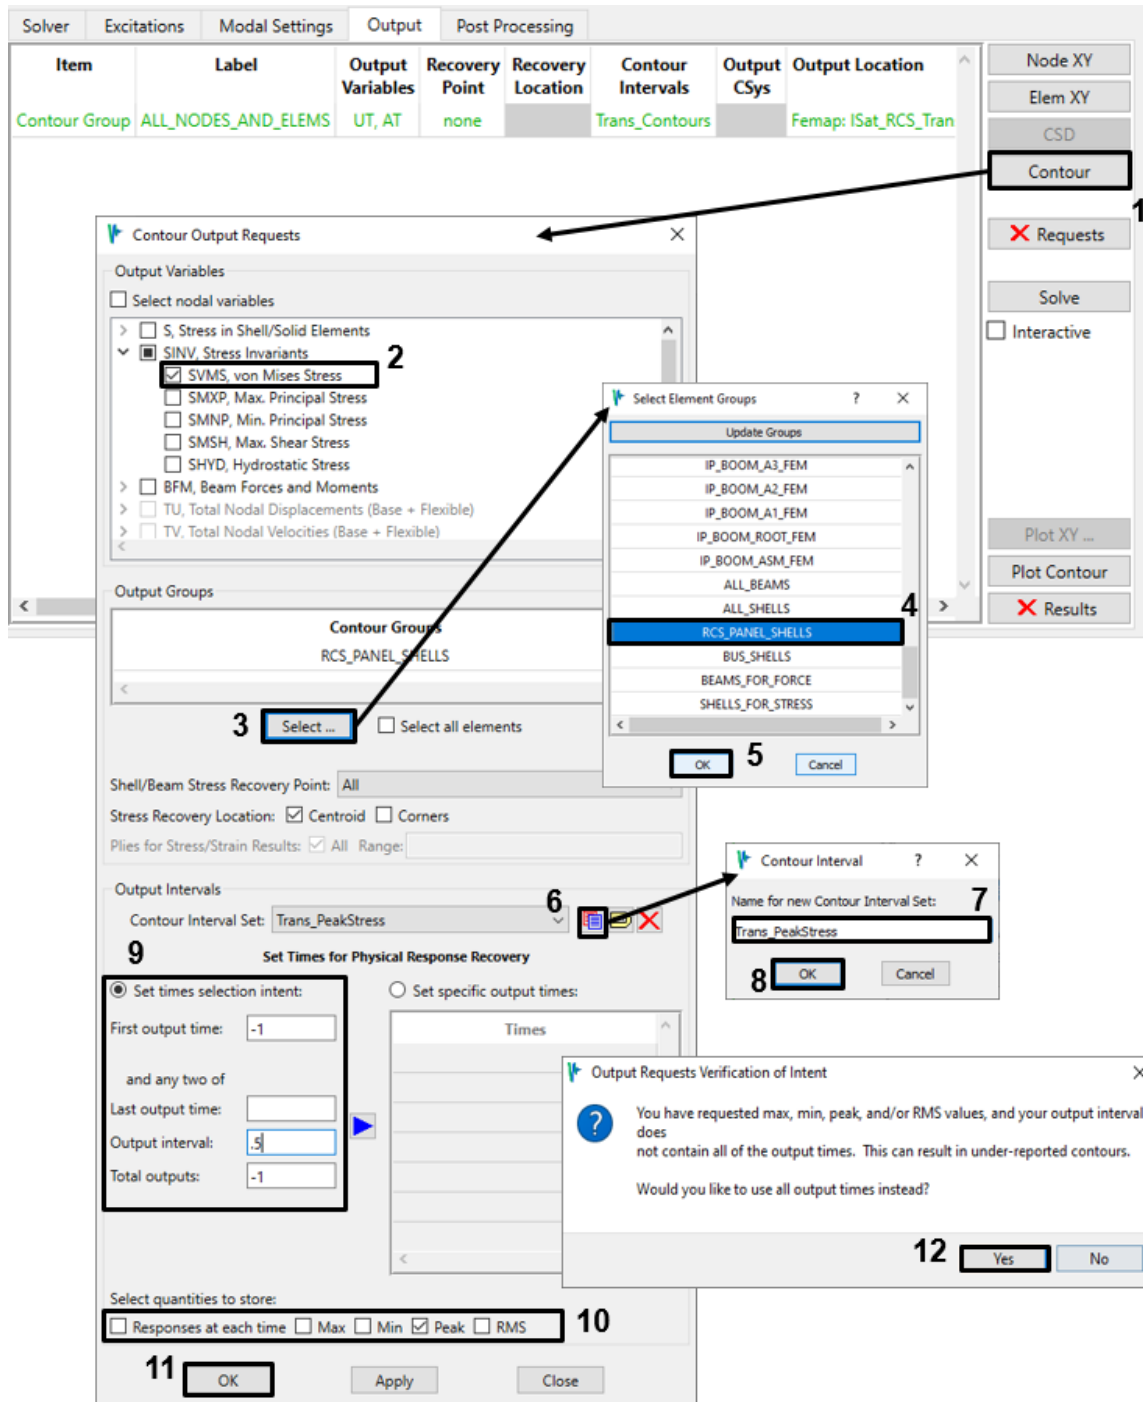 Solver Excitations Modal Settings Output Post Processing
Item Label Output Variables Recovery Point Recovery Location Contour Intervals Output CSys Output Location
Contour Group ALL_NODES_AND_ELEMS UT, AT none Trans_Contours Femap: ISat_RCS_Tran
Node XY
Elem XY
CSD
Contour
1
Requests
Solve
Interactive
Plot XY ...
Plot Contour
Results
Contour Output Requests
Output Variables
Select nodal variables
S, Stress in Shell/Solid Elements
SINV, Stress Invariants
2
SVMS, von Mises Stress
SMXP, Max. Principal Stress
SMNP, Min. Principal Stress
SMSH, Max. Shear Stress
SHYD, Hydrostatic Stress
BFM, Beam Forces and Moments
TU, Total Nodal Displacements (Base + Flexible)
TV, Total Nodal Velocities (Base + Flexible)
Output Groups
Contour Groups
RCS_PANEL_SHELLS
3 Select ... Select all elements
Select Element Groups ?
Update Groups
IP_BOOM_A3_FEM
IP_BOOM_A2_FEM
IP_BOOM_A1_FEM
IP_BOOM_ROOT_FEM
IP_BOOM_ASM_FEM
ALL_BEAMS
ALL_SHELLS
4
RCS_PANEL_SHELLS
BUS_SHELLS
BEAMS_FOR_FORCE
SHELLS_FOR_STRESS
OK 5 Cancel
Shell/Beam Stress Recovery Point: All
Stress Recovery Location: Centroid Corners
Plies for Stress/Strain Results: All Range:
Output Intervals
6
Contour Interval Set: Trans_PeakStress
Contour Interval ?
Name for new Contour Interval Set: 7
Trans_PeakStress
8 OK Cancel
9
Set Times for Physical Response Recovery
Set times selection intent: Set specific output times:
First output time: -1
Times
and any two of
Last output time:
Output interval: .5
Total outputs: -1
Output Requests Verification of Intent
You have requested max, min, peak, and/or RMS values, and your output interval
does
not contain all of the output times. This can result in under-reported contours.
Would you like to use all output times instead?
12 Yes No
Select quantities to store:
Responses at each time Max Min Peak RMS 10
11 OK Apply Close